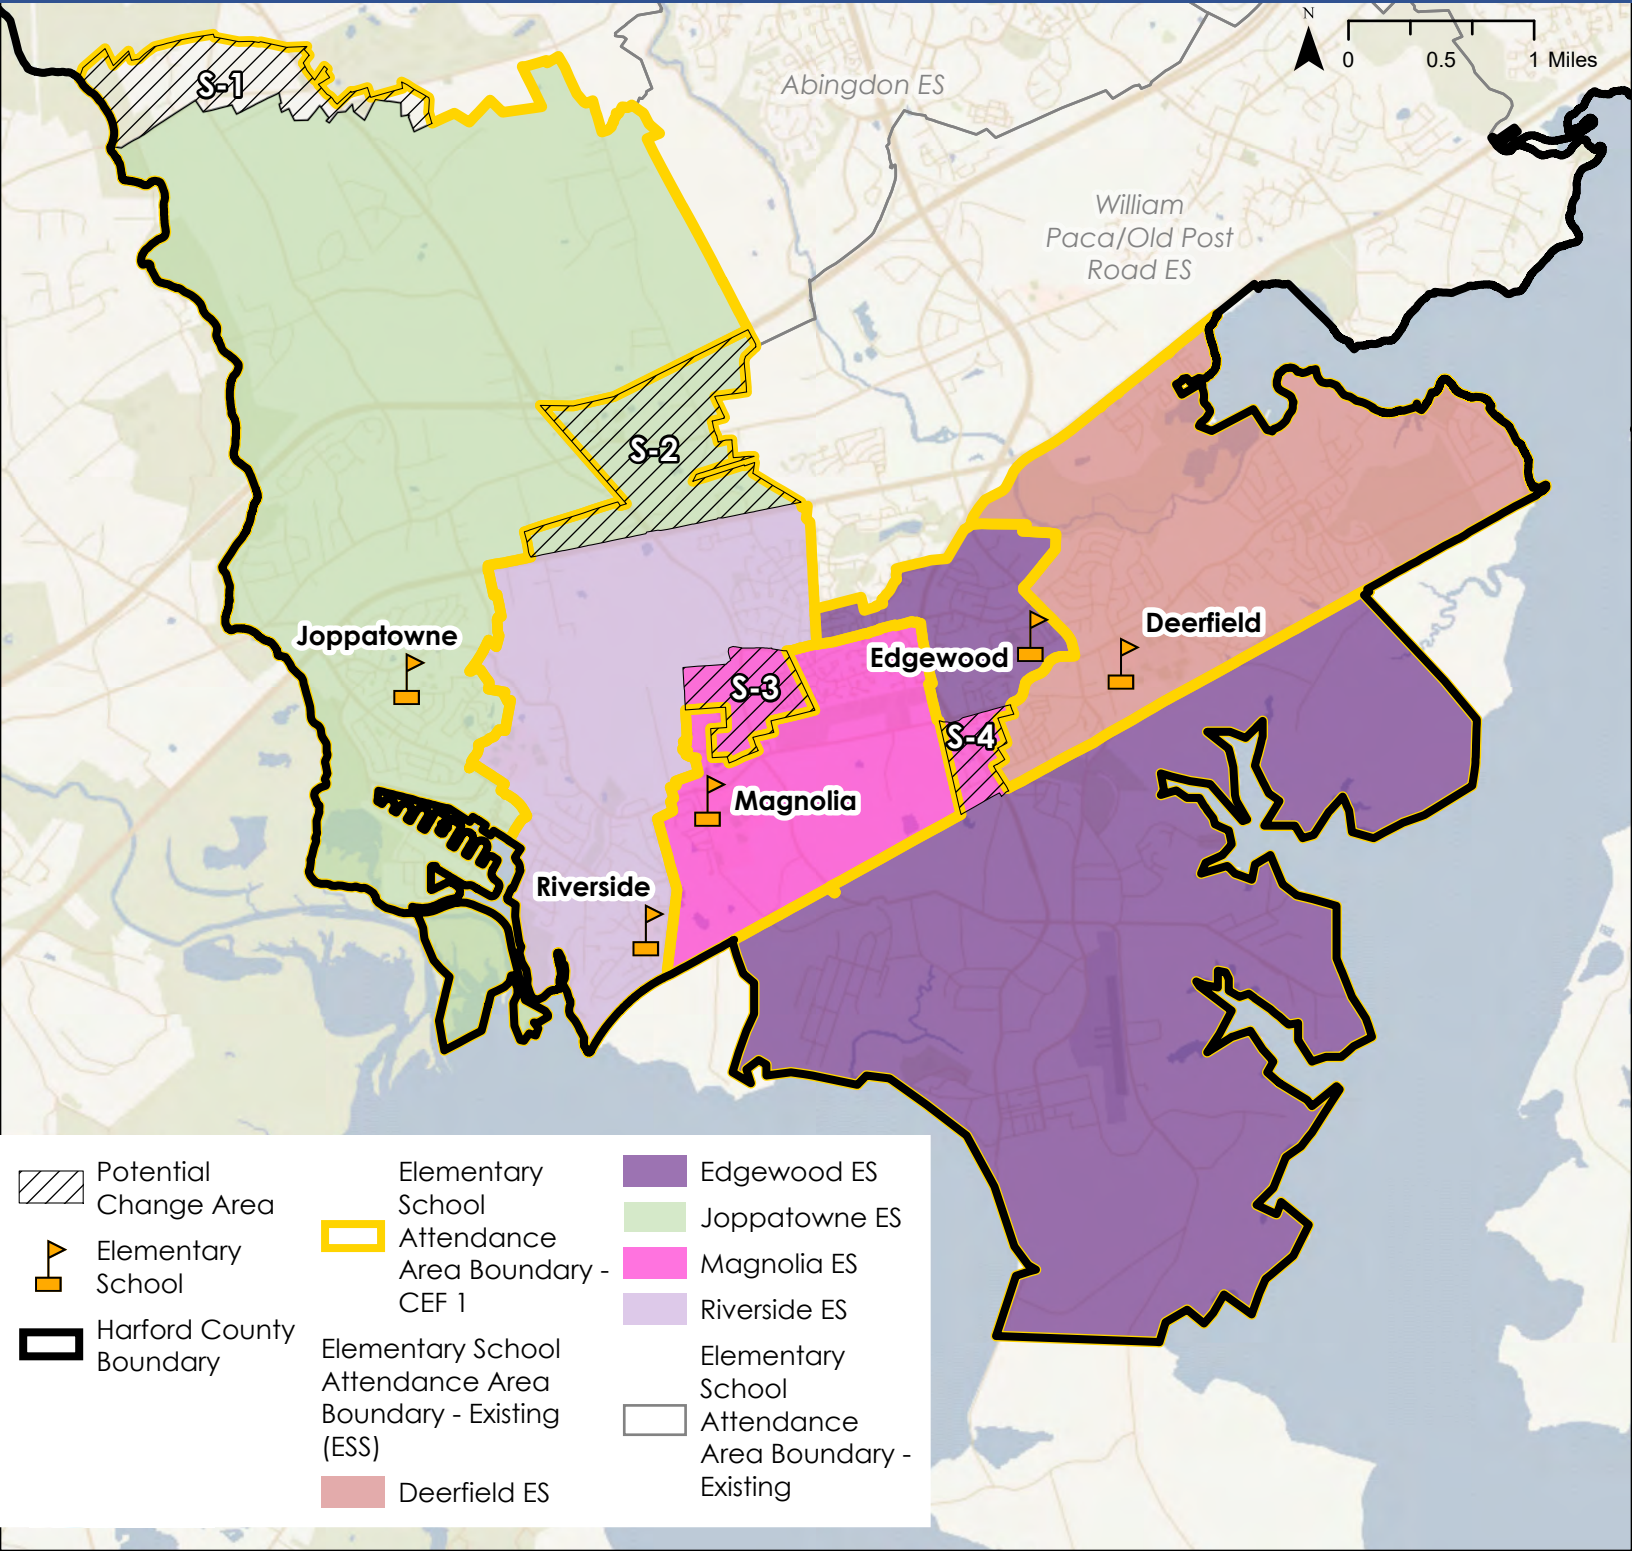 N
0
0.5
1 Miles
Abingdon ES
William
Paca/Old Post
Road ES
S-1
S-2
Joppatowne
Deerfield
Edgewood
S-3
S-4
Magnolia
Riverside
Potential
Change Area
Elementary
School
Harford County
Boundary
Elementary
School
Attendance
Area Boundary -
CEF 1
Elementary School
Attendance Area
Boundary - Existing
(ESS)
Deerfield ES
Edgewood ES
Joppatowne ES
Magnolia ES
Riverside ES
Elementary
School
Attendance
Area Boundary -
Existing